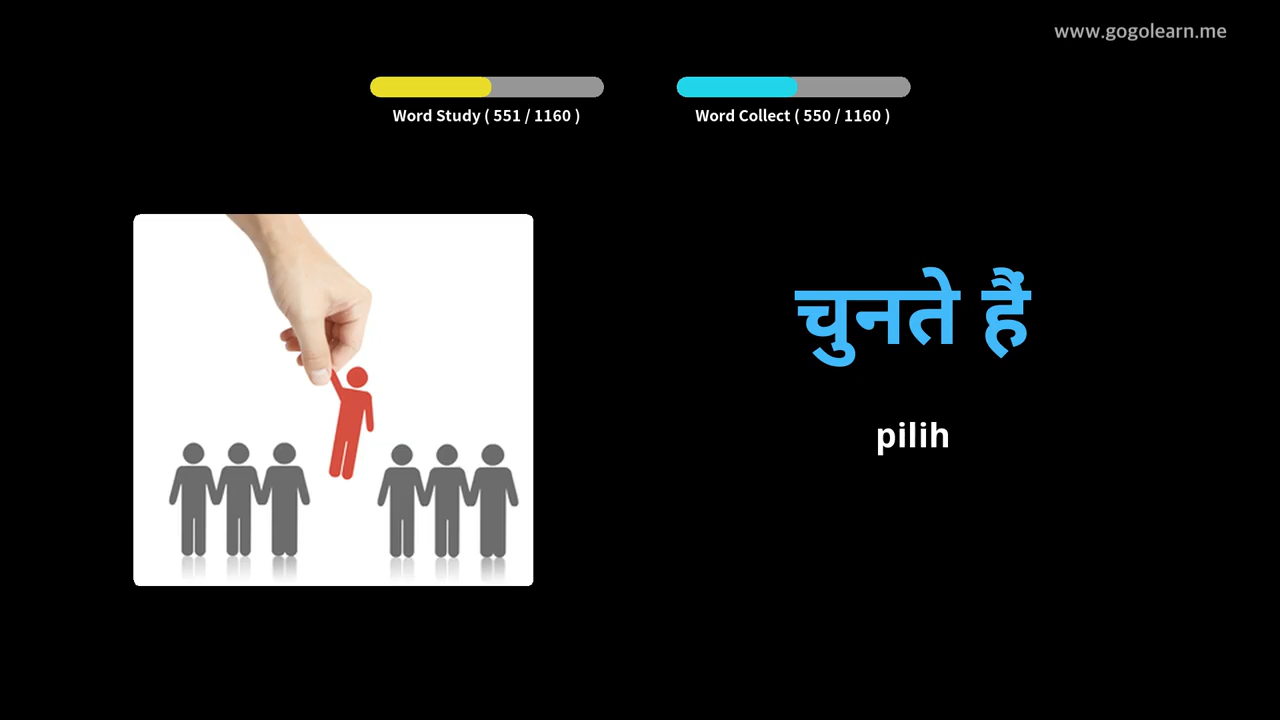 www.gogolearn.me
Word Study ( 551 / 1160 )
Word Collect ( 550 / 1160 )
चुनते हैं
pilih